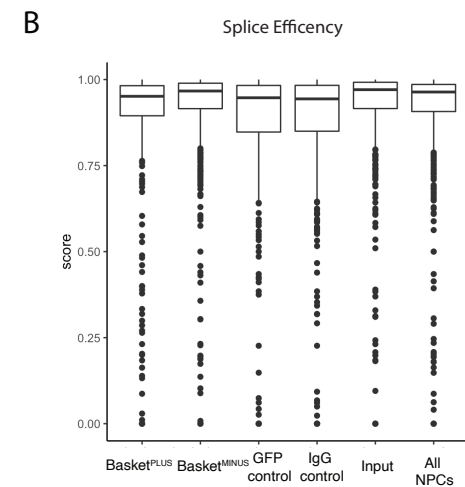 B
Splice Efficency
score
1.00
0.75
0.50
0.25
0.00
Basketᴾᴸᵁˢ
Basketᴹᴵᴺᵁˢ
GFP
control
IgG
control
Input
All
NPCs